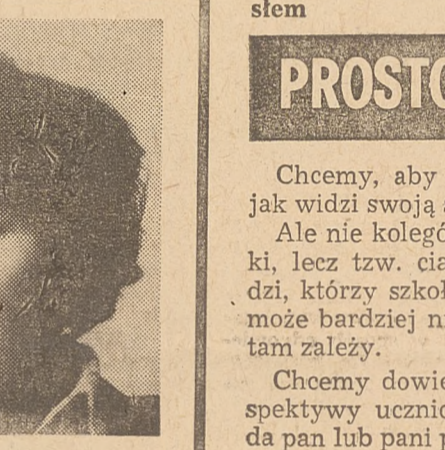 słem
PROSTO
Chcemy, aby
jak widzi swoją
Ale nie kolegó
ki, lecz tzw. cia
dzi, którzy szkoł
może bardziej n
tam zależy.
Chcemy dowie
spektywy ucznio
da pan lub pani p